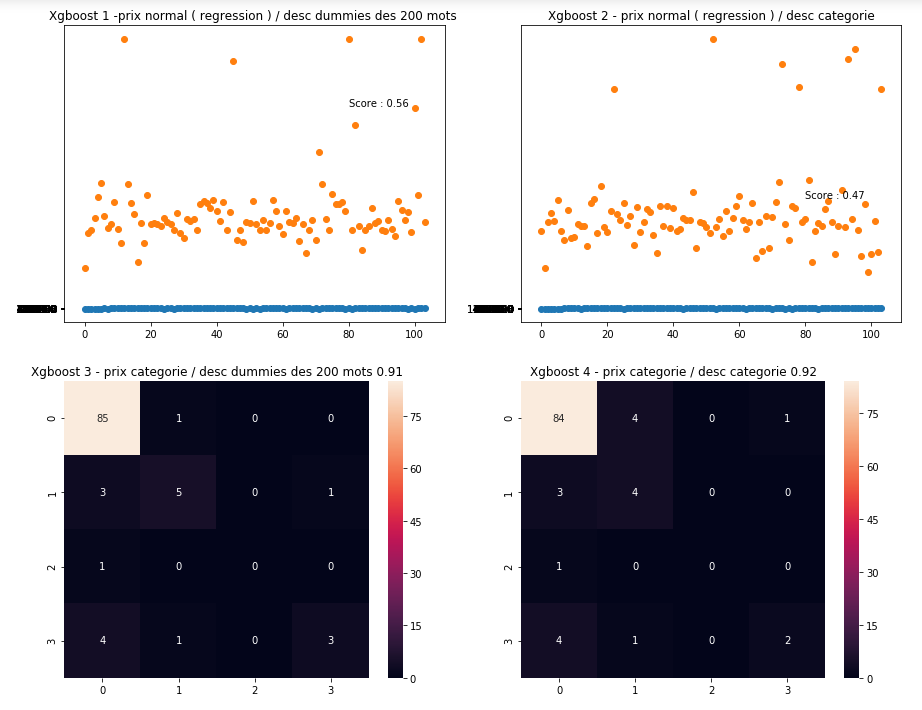 Xgboost 1 -prix normal ( regression ) / desc dummies des 200 mots
Score : 0.56
0 20 40 60 80 100
Xgboost 2 - prix normal ( regression ) / desc categorie
Score : 0.47
0 20 40 60 80 100
Xgboost 3 - prix categorie / desc dummies des 200 mots 0.91
0 85 1 0 0
1 3 5 0 1
2 1 0 0 0
3 4 1 0 3
0 1 2 3
75
60
45
30
15
0
Xgboost 4 - prix categorie / desc categorie 0.92
0 84 4 0 1
1 3 4 0 0
2 1 0 0 0
3 4 1 0 2
0 1 2 3
75
60
45
30
15
0